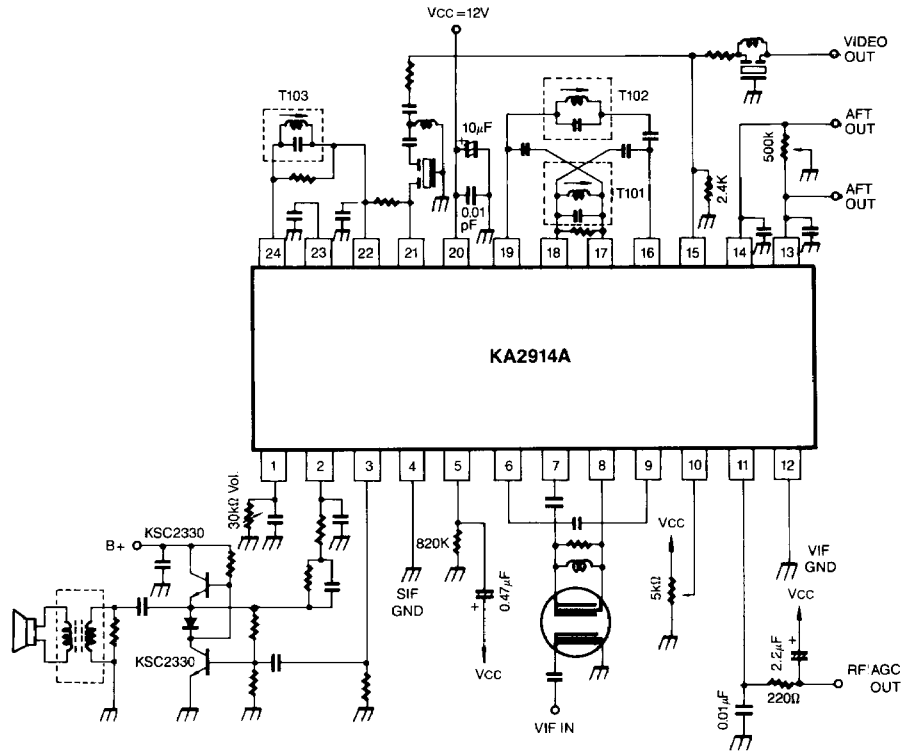 VCC=12V
VIDEO
OUT
T103
T102
AFT
OUT
10μF
500k
T101
2.4K
AFT
OUT
0.01
pF
24
23
22
21
20
19
18
17
16
15
14
13
KA2914A
1
2
3
4
5
6
7
8
9
10
11
12
30kΩ Vol.
KSC2330
B+
820K
SIF
GND
0.47μF
VCC
VCC
5kΩ
VIF
GND
VCC
2.2μF
KSC2330
RF'AGC
OUT
220Ω
0.01μF
VIF IN